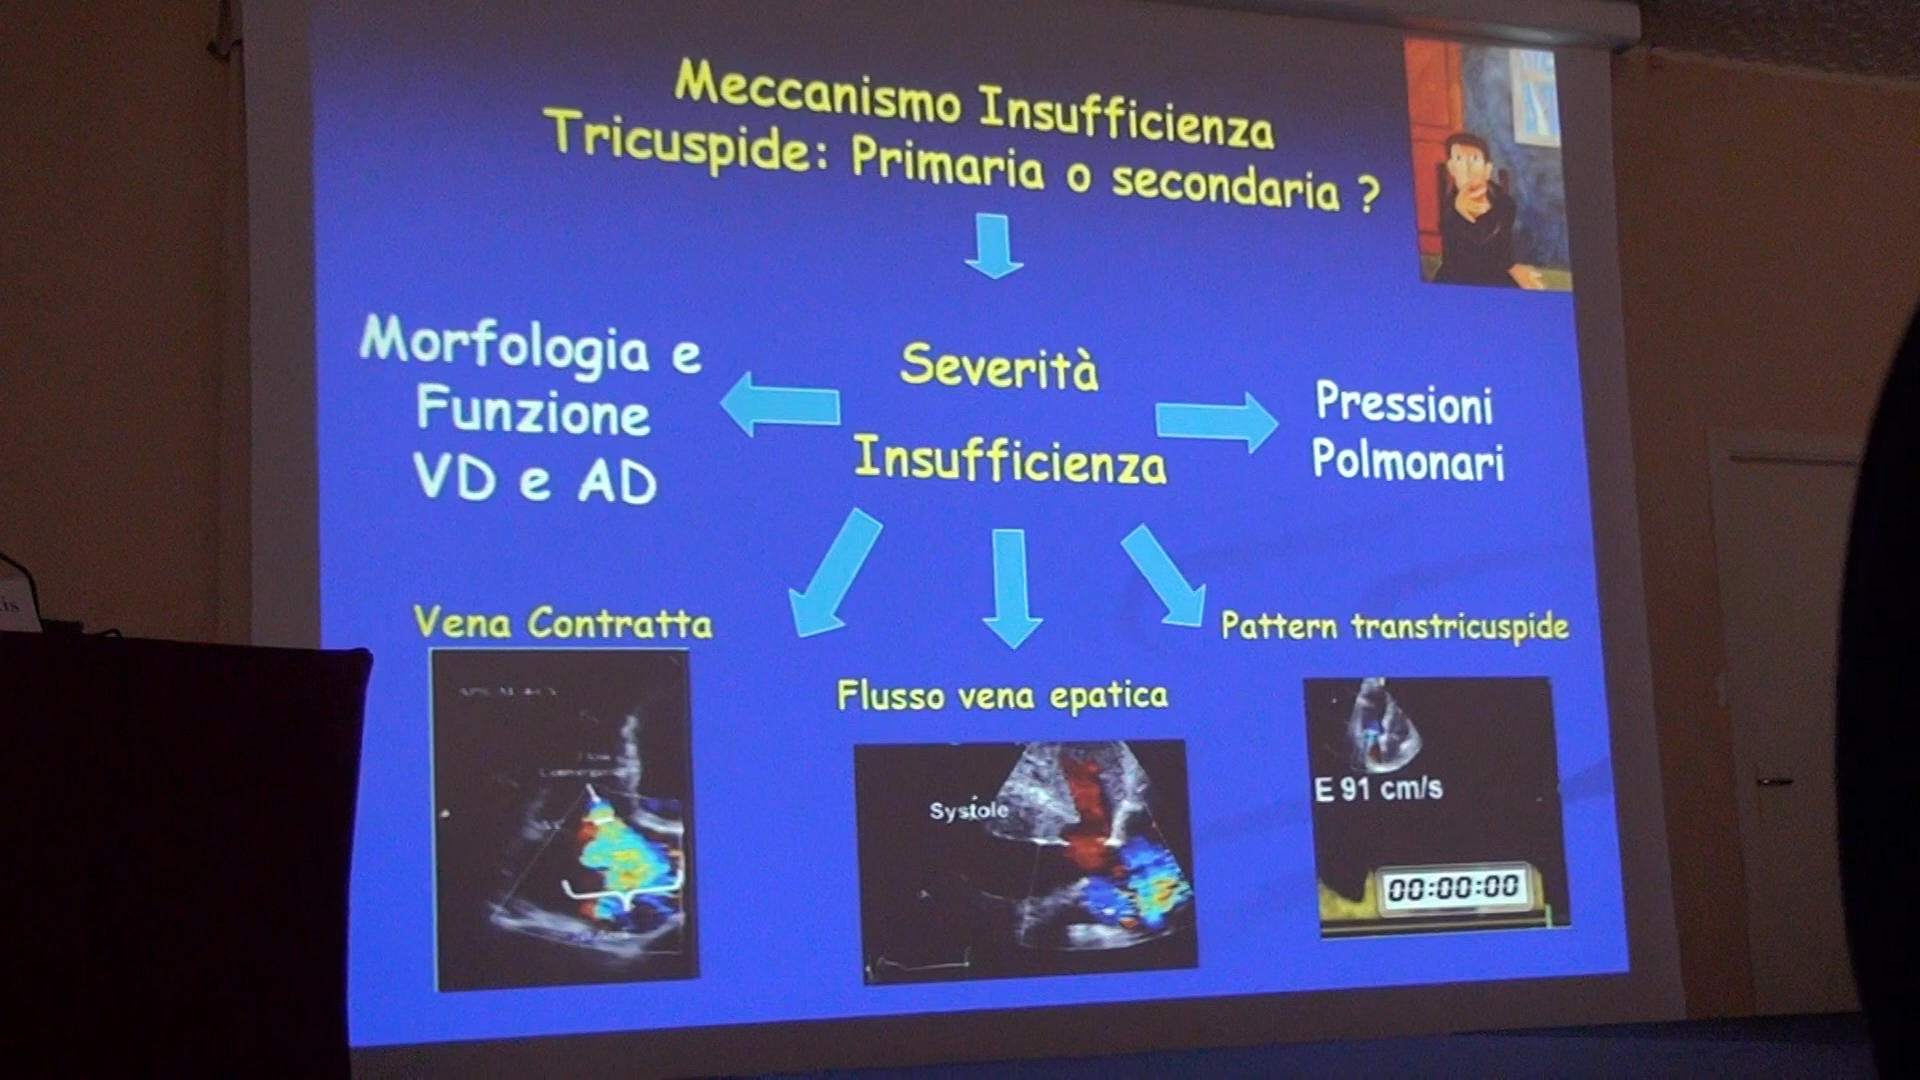 Meccanismo Insufficienza
Tricuspide: Primaria o secondaria ?
Morfologia e
Funzione
VD e AD
Severità
Insufficienza
Pressioni
Polmonari
Vena Contratta
Flusso vena epatica
Pattern transtricuspide
Systole
E 91 cm/s
00:00:00